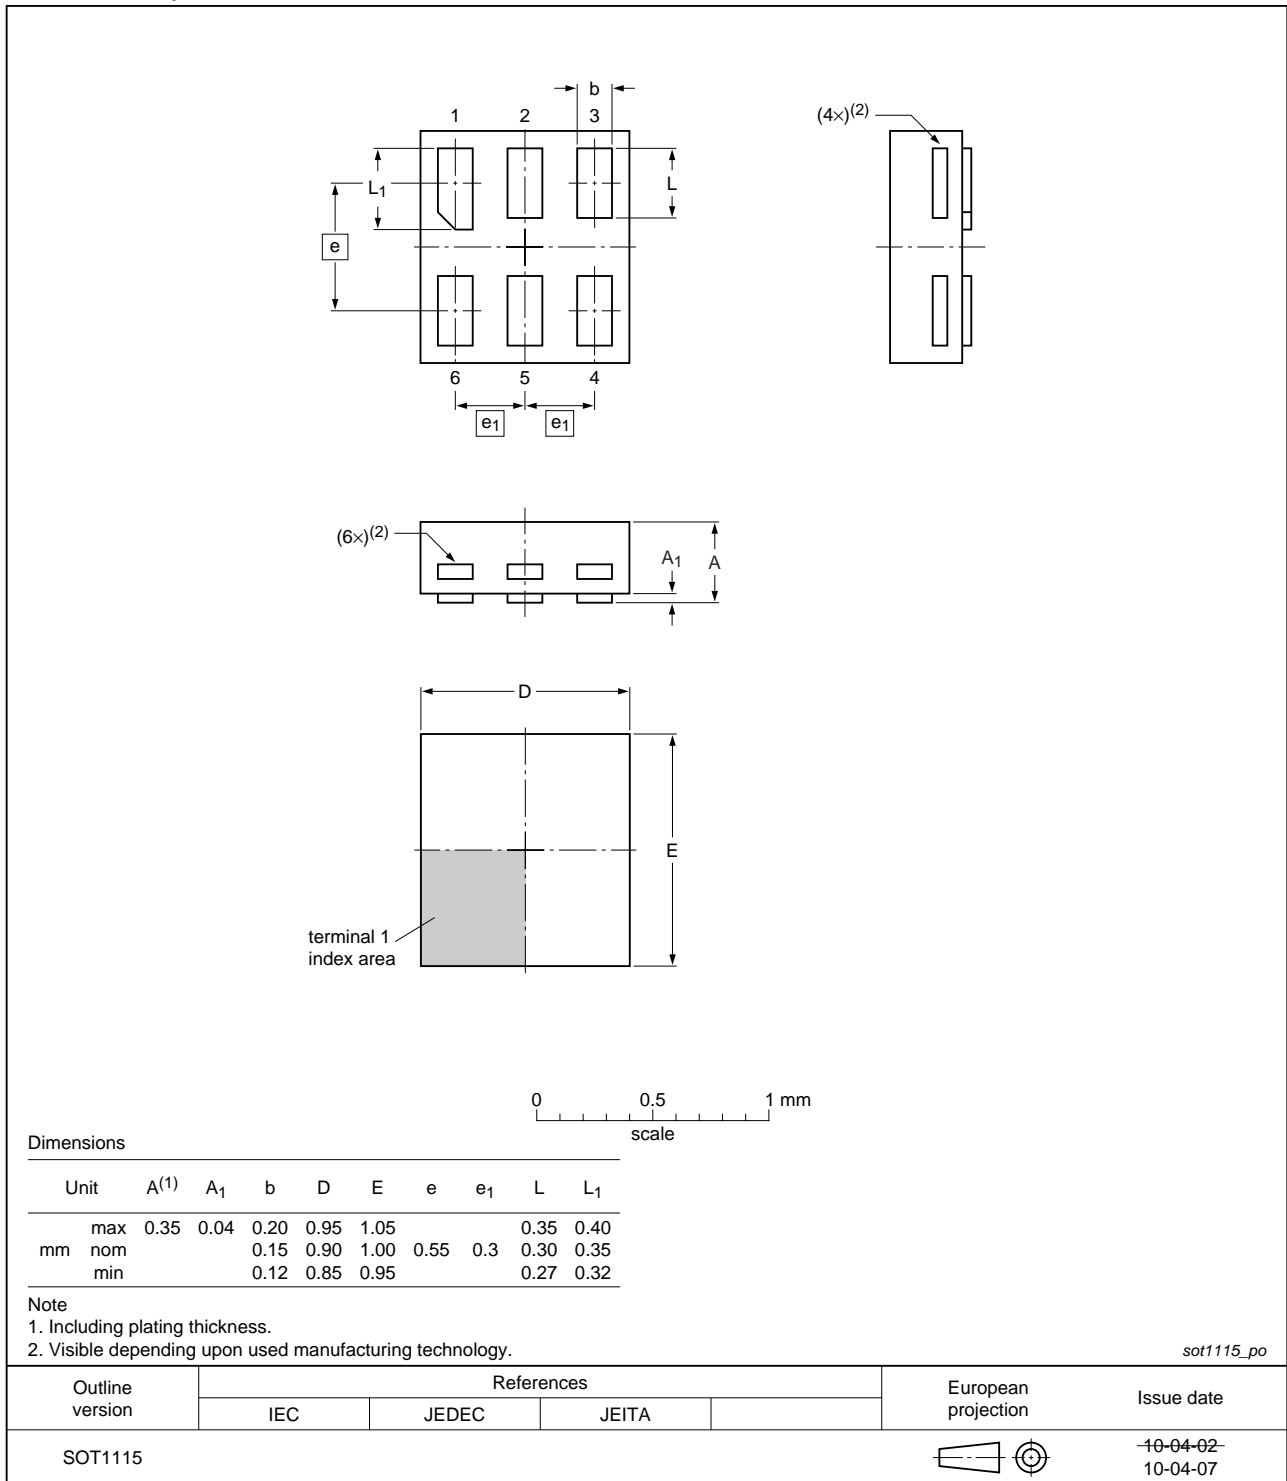 b
1 2 3
(4×)(2)
L1
L
e
6 5 4
e1 e1
(6×)(2)
A1 A
D
E
terminal 1
index area
0 0.5 1 mm
scale
Dimensions
Unit A(1) A1 b D E e e1 L L1
max 0.35 0.04 0.20 0.95 1.05 0.35 0.40
mm nom 0.15 0.90 1.00 0.55 0.3 0.30 0.35
min 0.12 0.85 0.95 0.27 0.32
Note
1. Including plating thickness.
2. Visible depending upon used manufacturing technology.
sot1115_po
Outline
version
References
IEC JEDEC JEITA
European
projection
Issue date
SOT1115
10-04-02
10-04-07